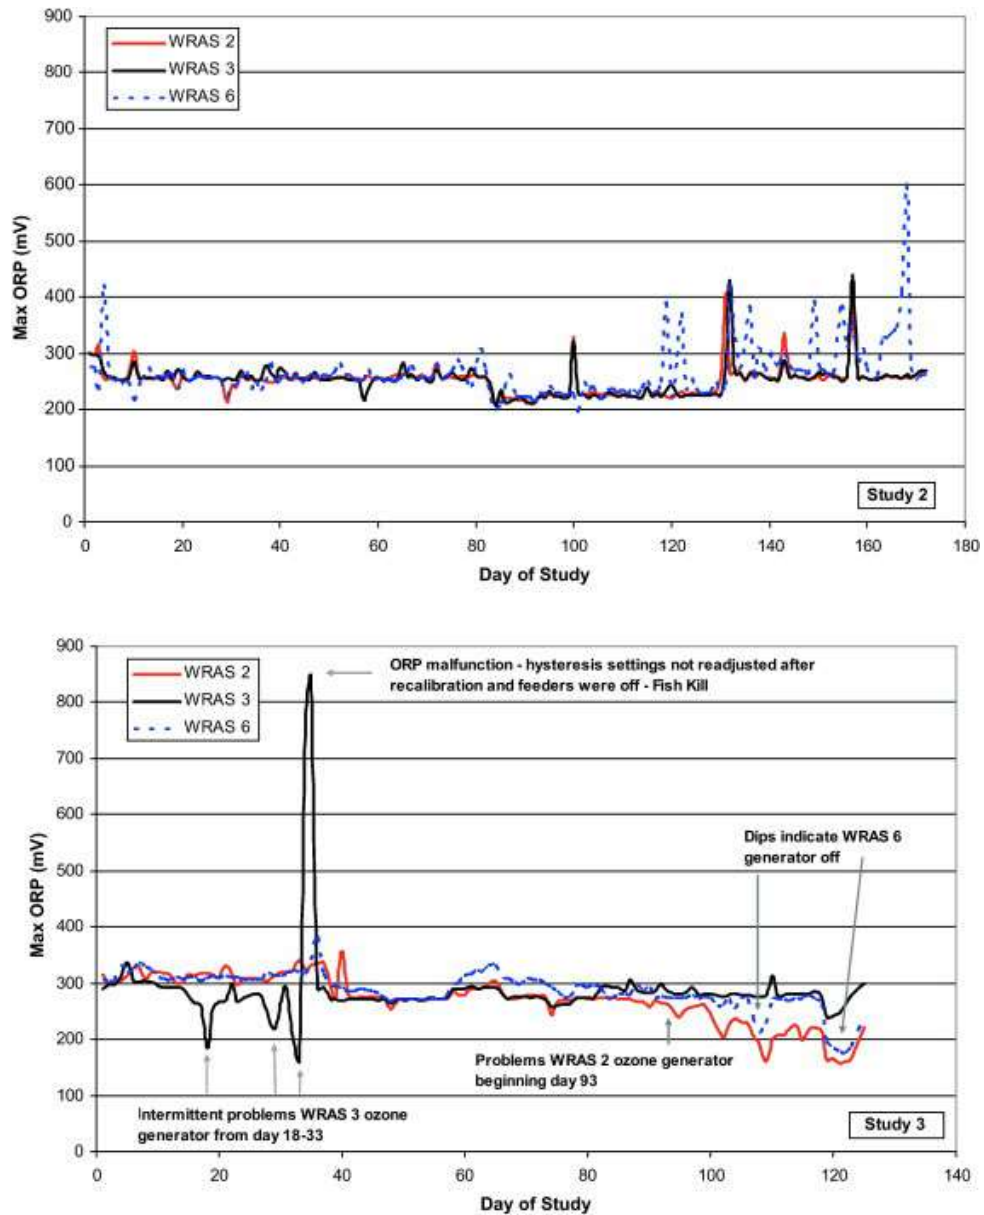 900
800
700
600
500
400
300
200
100
0
Max ORP (mV)
WRAS 2
WRAS 3
WRAS 6
Study 2
0 20 40 60 80 100 120 140 160 180
Day of Study
900
800
700
600
500
400
300
200
100
0
Max ORP (mV)
WRAS 2
WRAS 3
WRAS 6
ORP malfunction - hysteresis settings not readjusted after
recalibration and feeders were off - Fish Kill
Dips indicate WRAS 6
generator off
Problems WRAS 2 ozone generator
beginning day 93
Intermittent problems WRAS 3 ozone
generator from day 18-33
Study 3
0 20 40 60 80 100 120 140
Day of Study